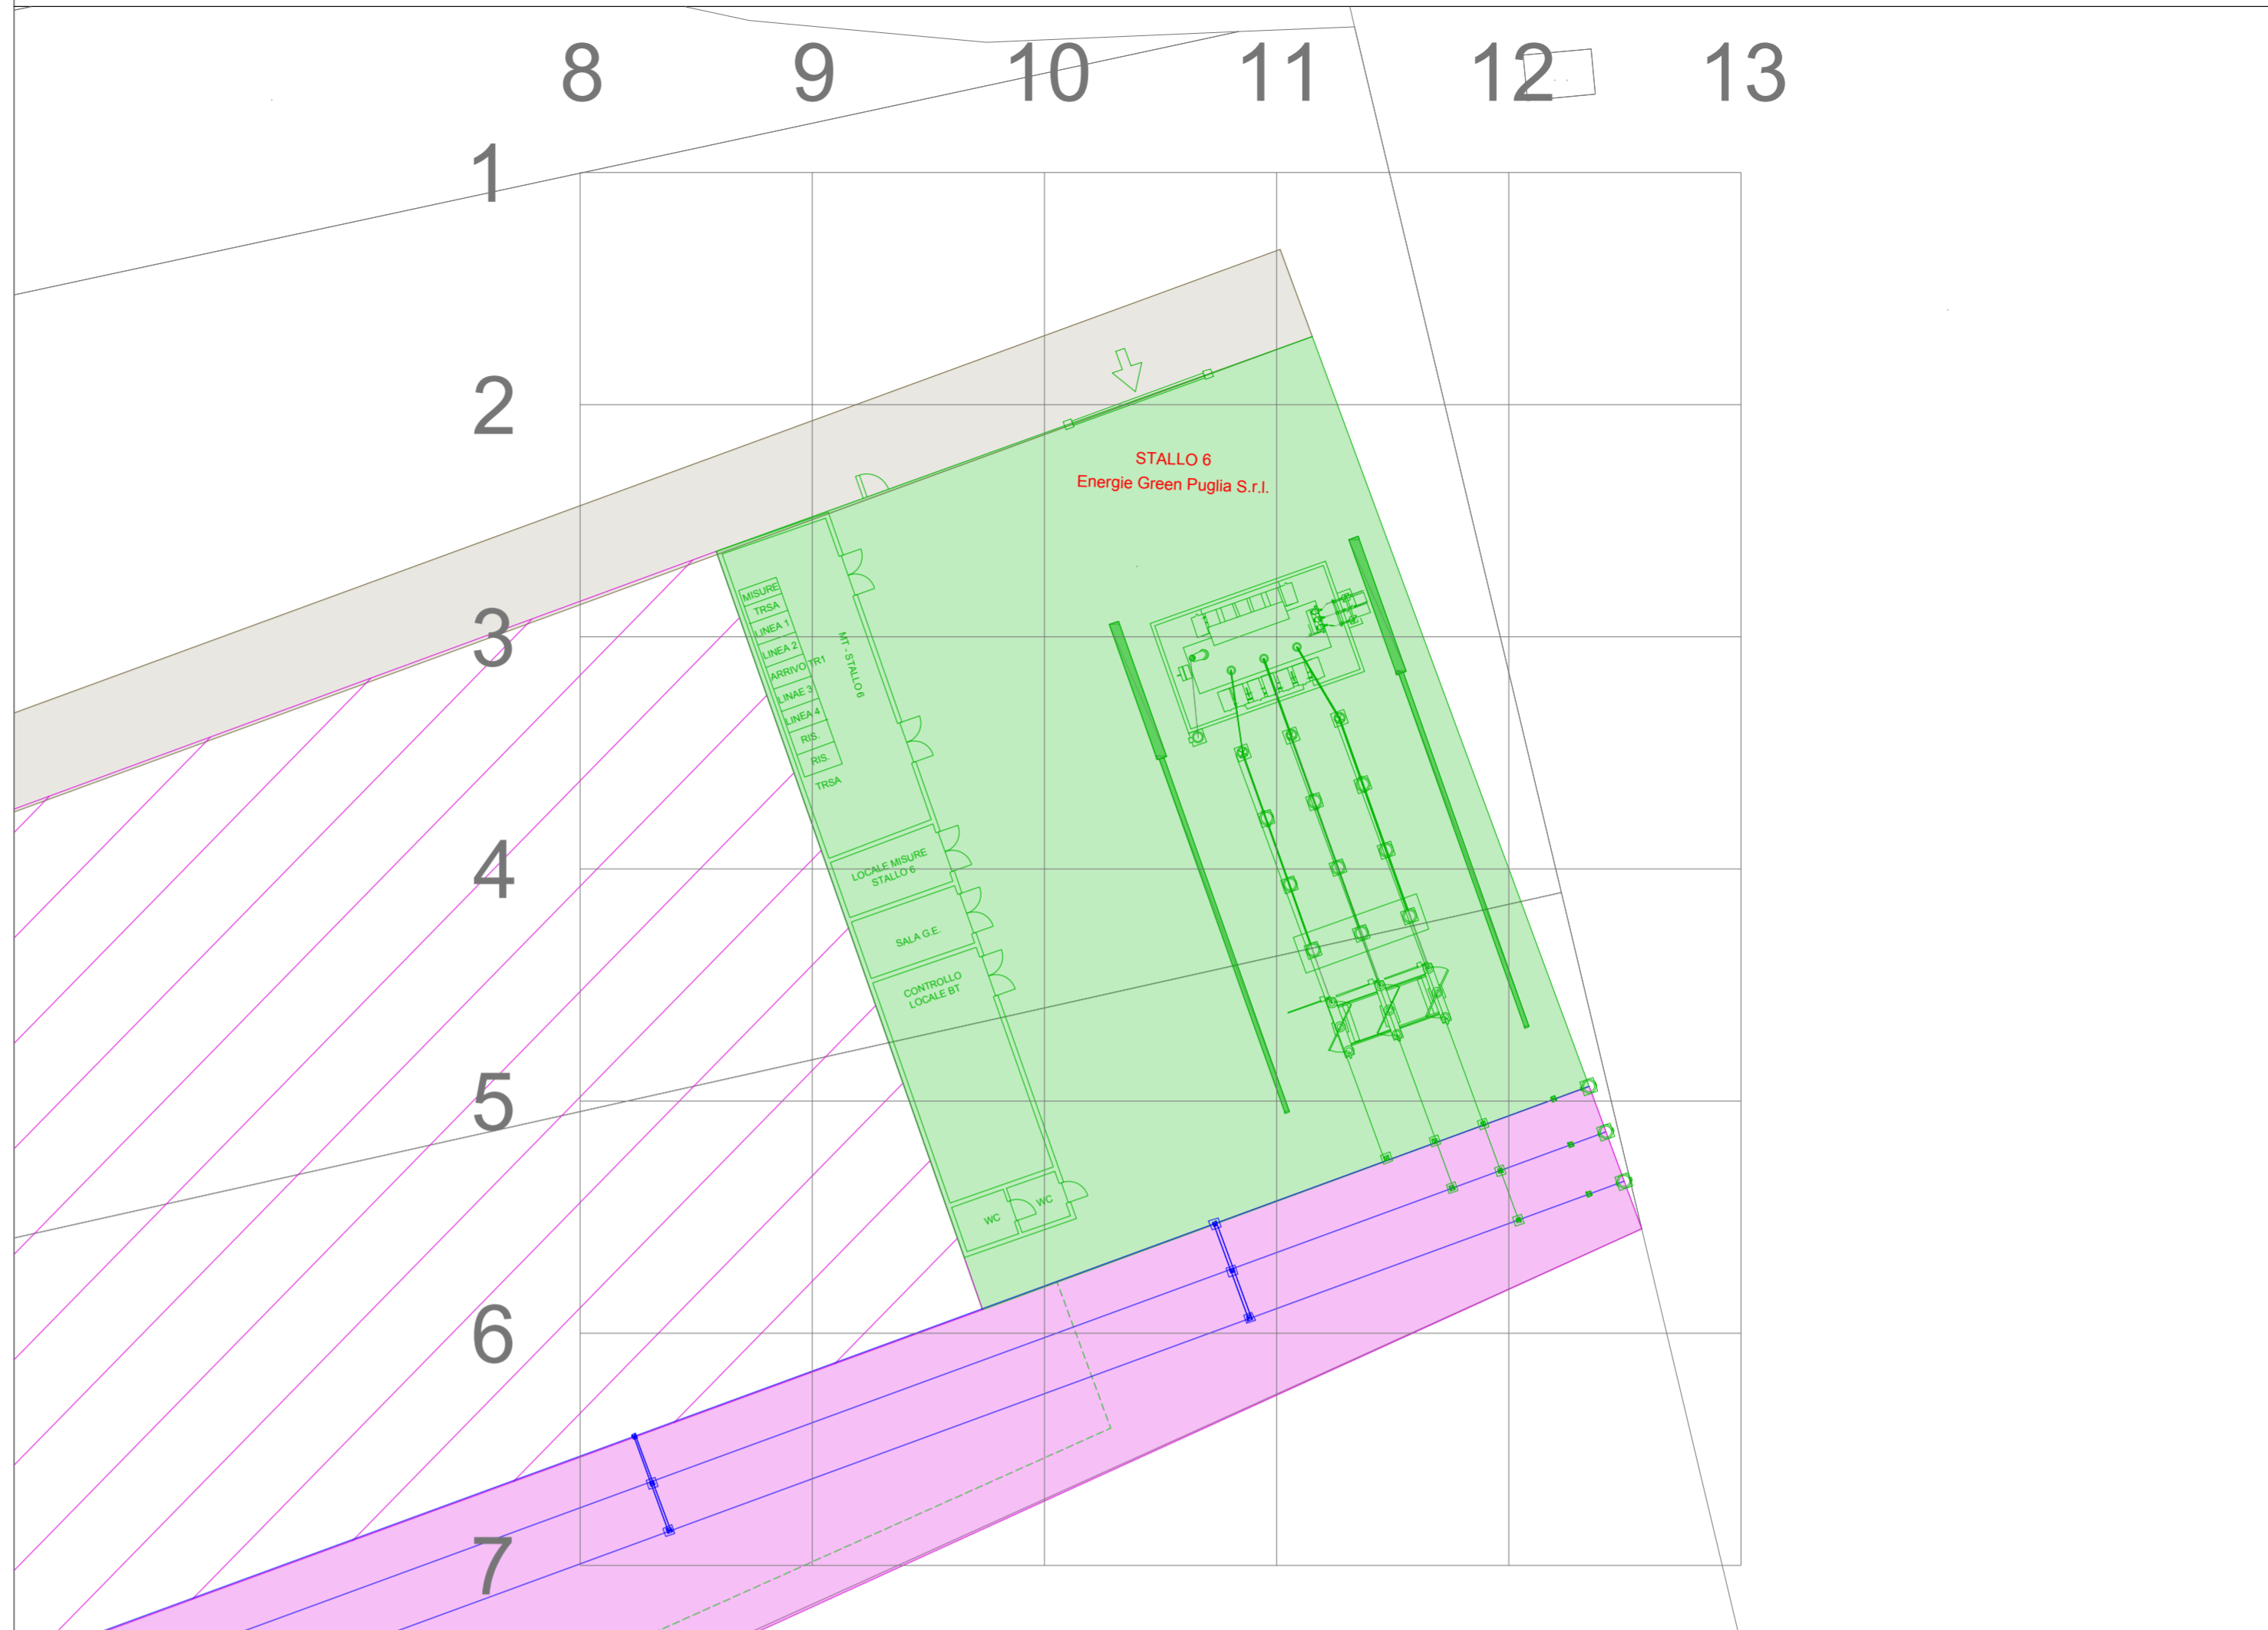 8 9 10 11 12 13
1
2
3
4
5
6
7
STALLO 6
Energie Green Puglia S.r.l.
MISURE
TRSA
LINEA 1
LINEA 2
ARRIVO TR1
LINAE 3
LINEA 4
RIS.
RIS.
TRSA
MT - STALLO 6
LOCALE MISURE
STALLO 6
SALA G.E.
CONTROLLO
LOCALE BT
WC
WC